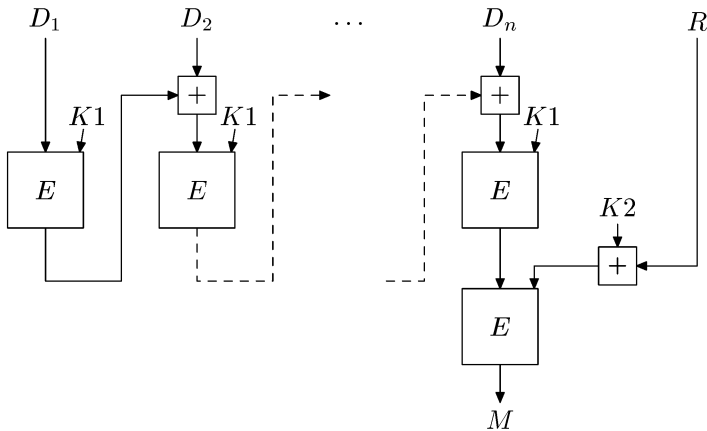 D1 D2 ... Dn R
+ +
K1 K1 K1
E E E
K2
+
E
M